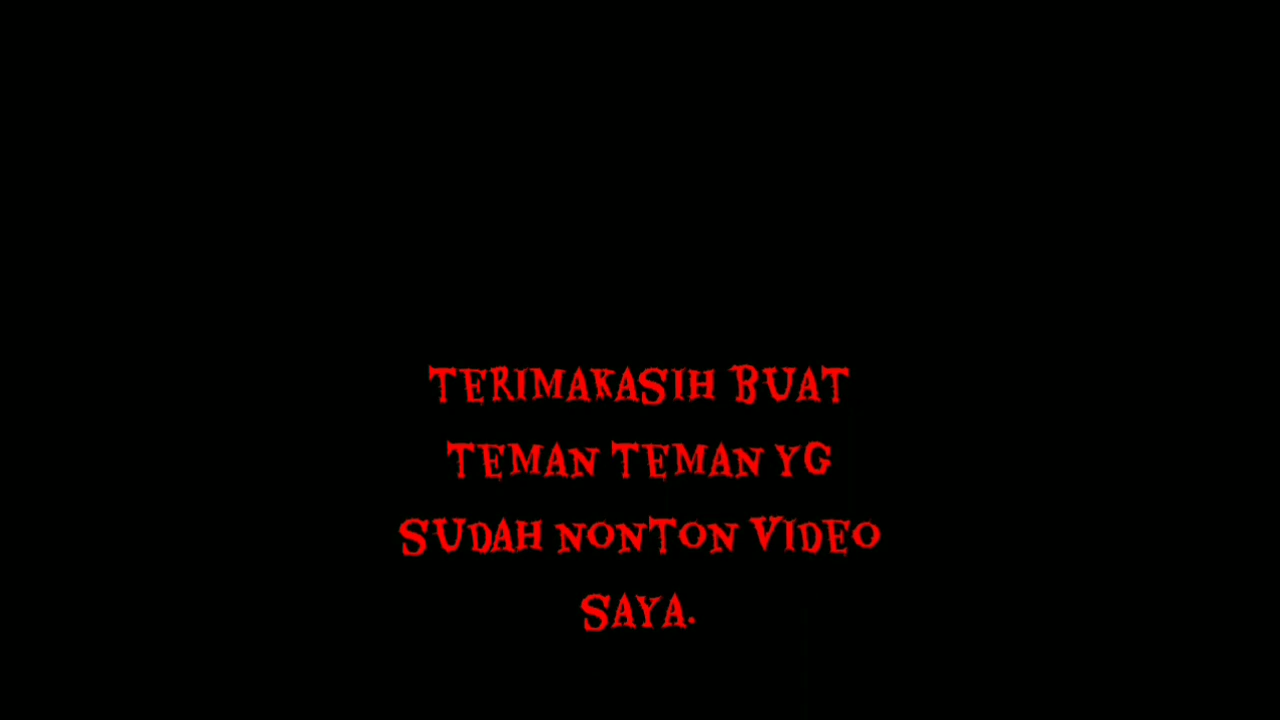 TERIMAKASIH BUAT
TEMAN TEMAN YG
SUDAH NONTON VIDEO
SAYA.